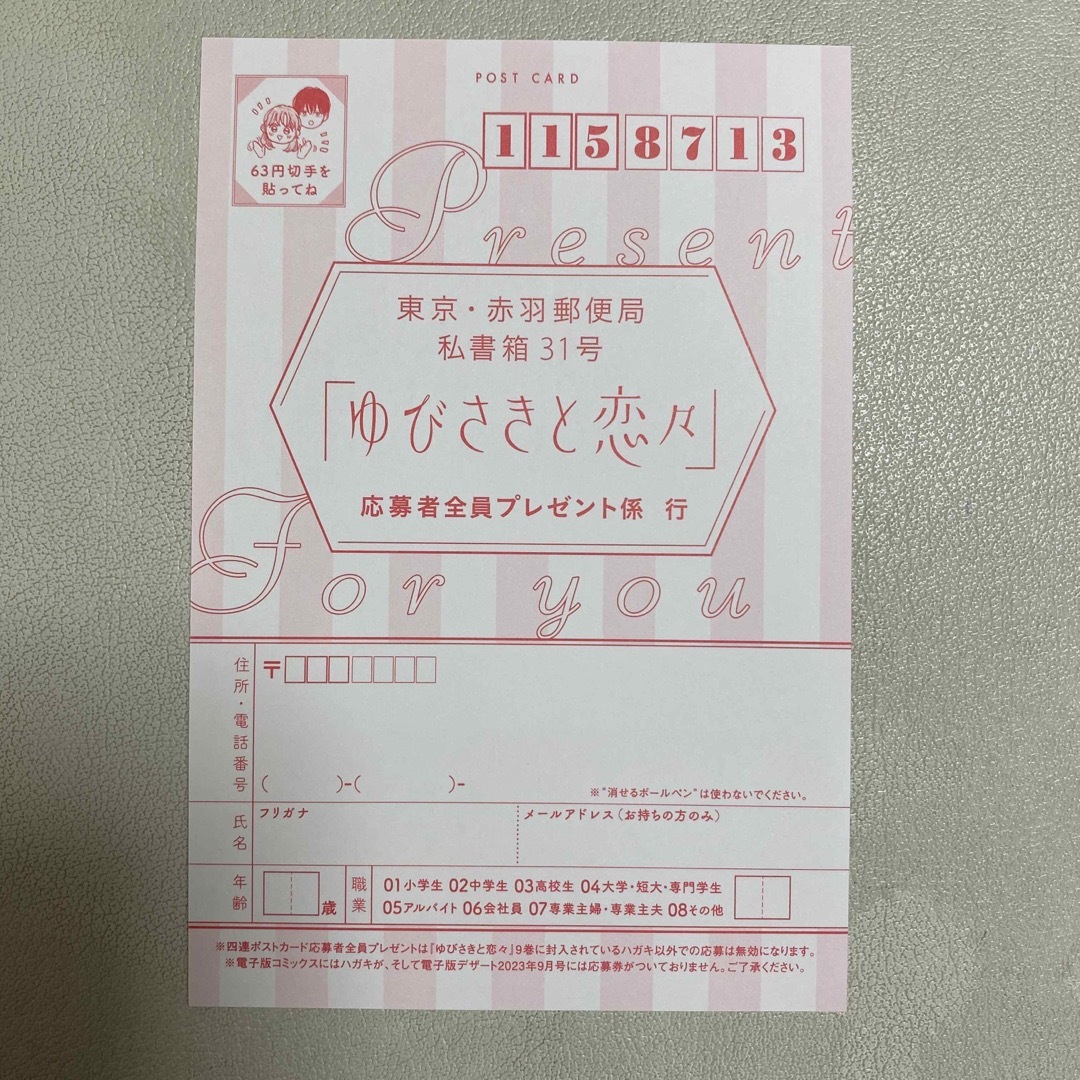 POST CARD
63円切手を
貼ってね
1158713
Present
東京・赤羽郵便局
私書箱 31号
「ゆびさきと恋々」
応募者全員プレゼント係 行
For you
住所・電話番号
〒
( )-( )-
※"消せるボールペン"は使わないでください。
氏名
フリガナ
メールアドレス(お持ちの方のみ)
年齢
歳
職業
01小学生 02中学生 03高校生 04大学・短大・専門学生
05アルバイト 06会社員 07専業主婦・専業主夫 08その他
※四連ポストカード応募者全員プレゼントは『ゆびさきと恋々』9巻に封入されているハガキ以外での応募は無効になります。
※電子版コミックスにはハガキが、そして電子版デザート2023年9月号には応募券がついておりません。ご了承ください。